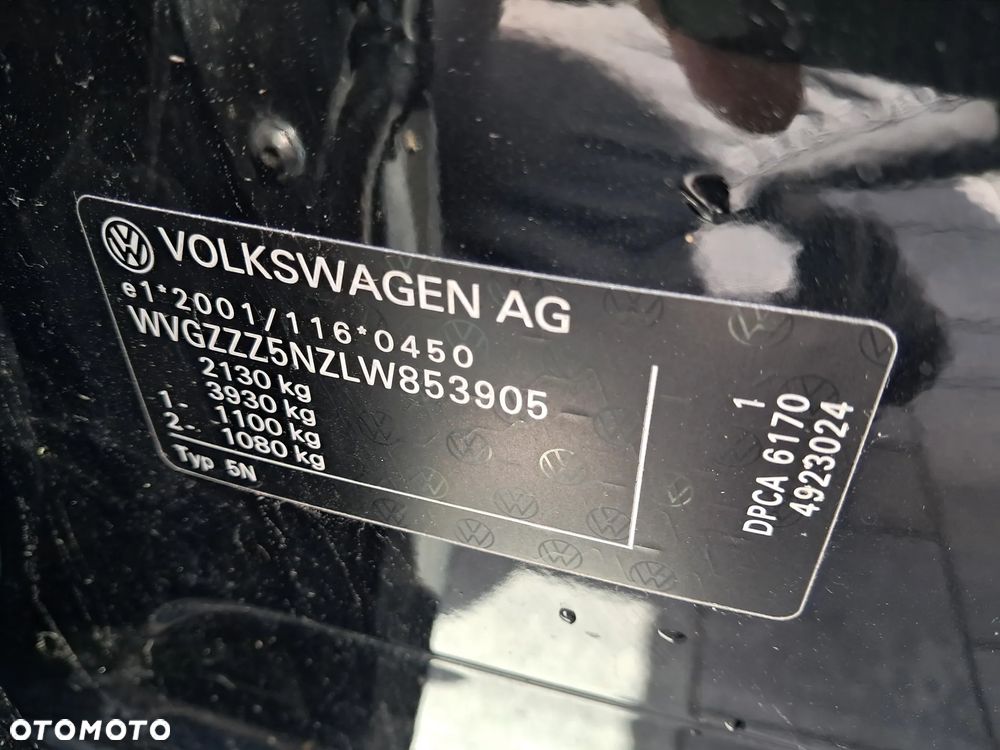 VOLKSWAGEN AG
e1*2001/116*0450
WVGZZZ5NZLW853905
2130 kg
3930 kg
1- 1100 kg
2- 1080 kg
Typ 5N
1
DPCA 6170
4923024
OTOMOTO